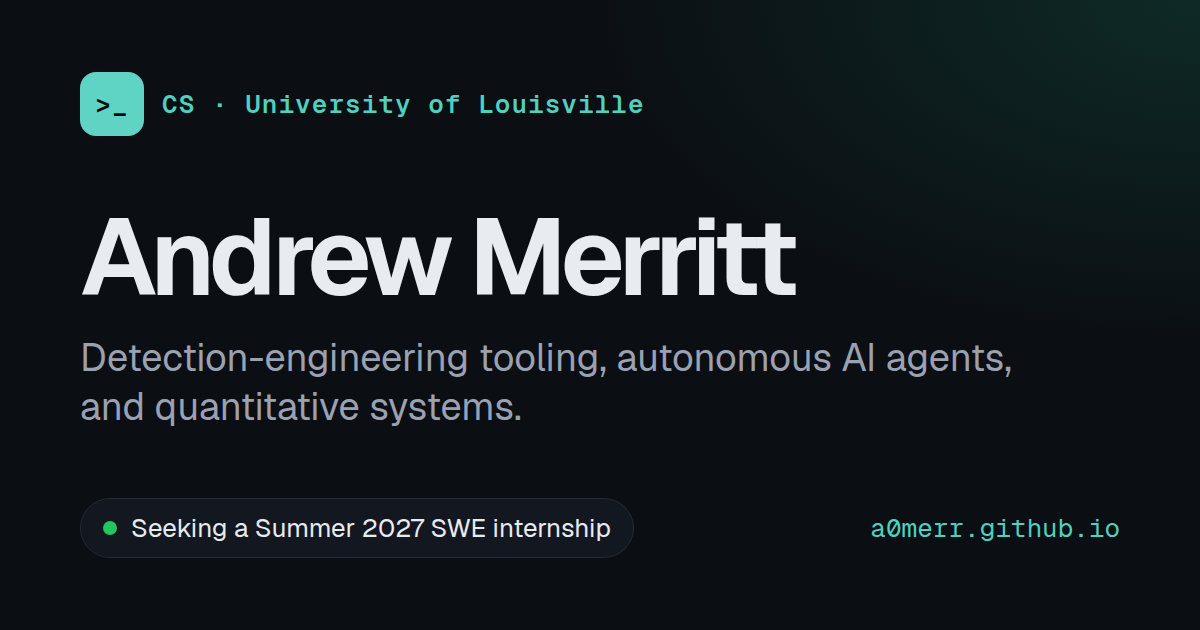 >_ CS · University of Louisville
Andrew Merritt
Detection-engineering tooling, autonomous AI agents,
and quantitative systems.
Seeking a Summer 2027 SWE internship
a0merr.github.io